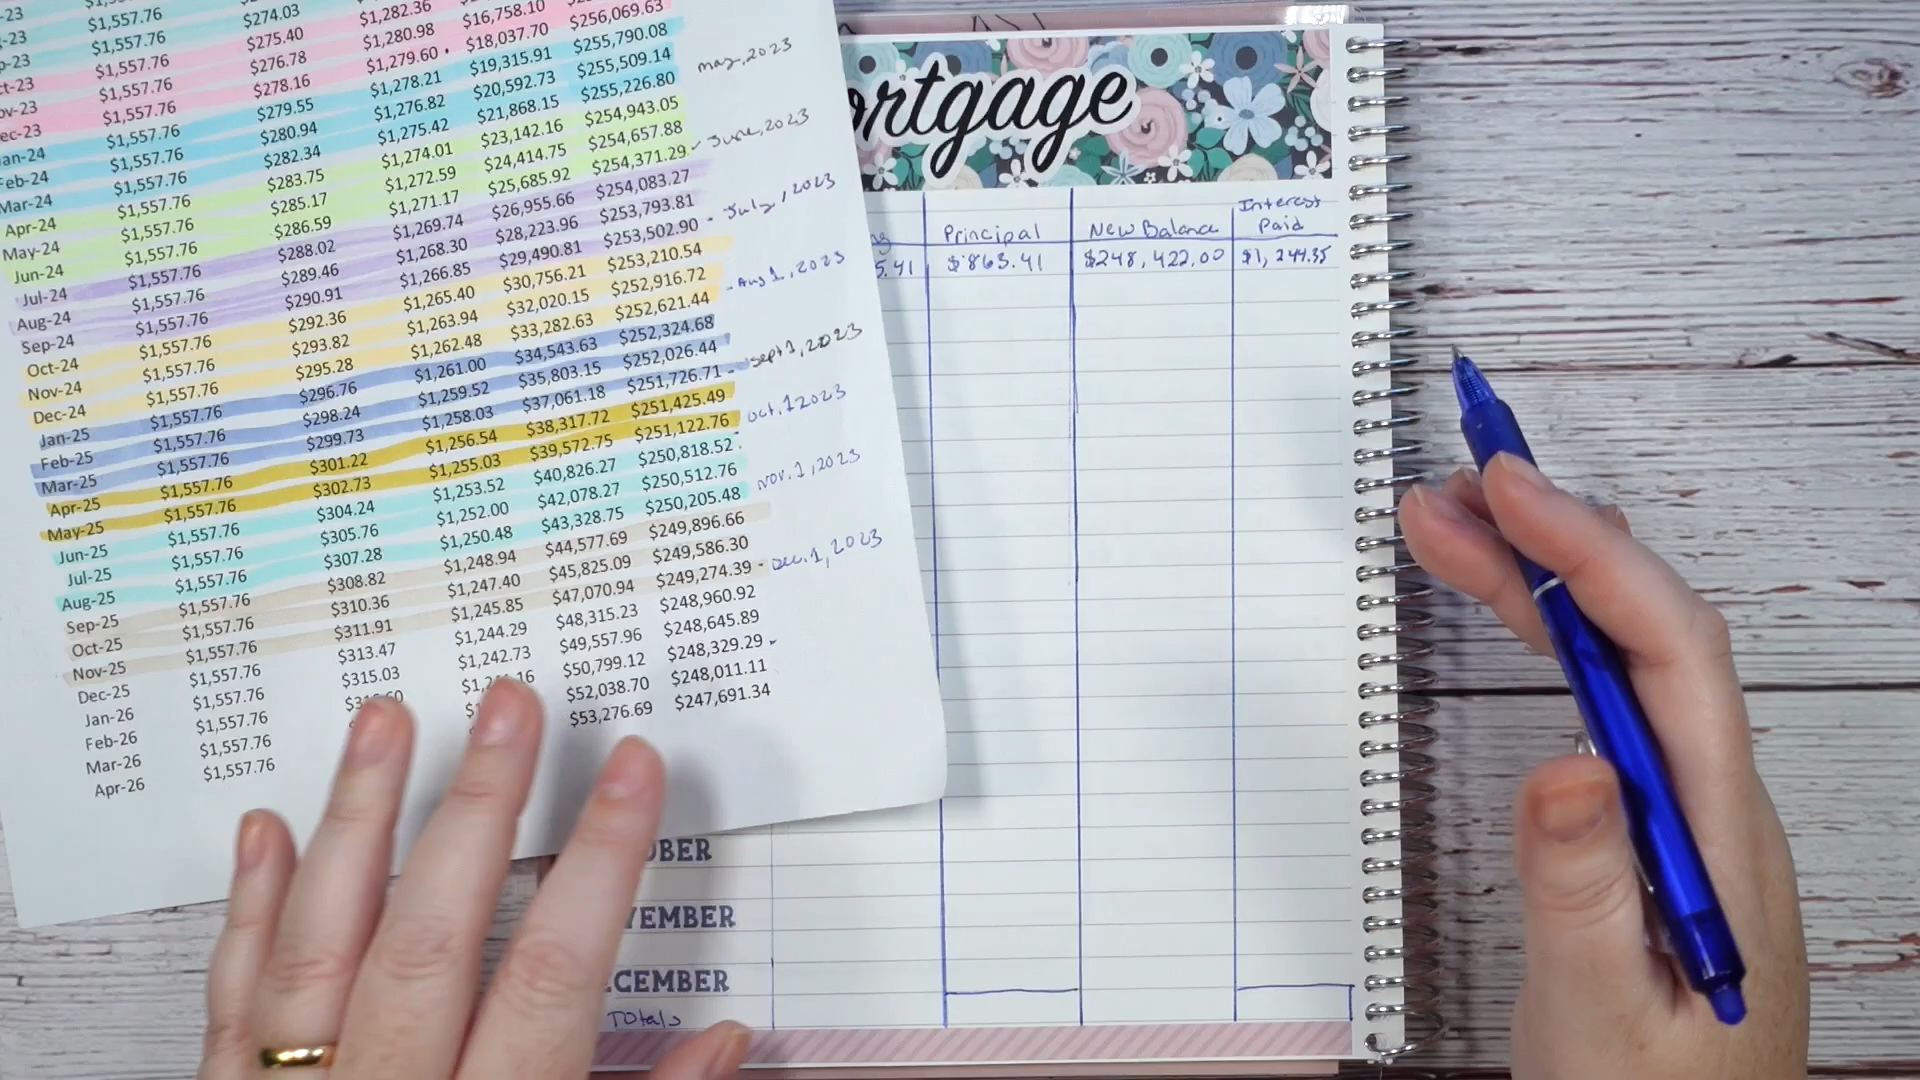 -23
p-23 $1,557.76 $274.03
ct-23 $1,557.76 $275.40 $1,282.36
ov-23 $1,557.76 $276.78 $1,280.98 $16,758.10
ec-23 $1,557.76 $278.16 $1,279.60 $18,037.70 $256,069.63
an-24 $1,557.76 $279.55 $1,278.21 $19,315.91 $255,790.08
Feb-24 $1,557.76 $280.94 $1,276.82 $20,592.73 $255,509.14 may, 2023
Mar-24 $1,557.76 $282.34 $1,275.42 $21,868.15 $255,226.80
Apr-24 $1,557.76 $283.75 $1,274.01 $23,142.16 $254,943.05
May-24 $1,557.76 $285.17 $1,272.59 $24,414.75 $254,657.88
Jun-24 $1,557.76 $286.59 $1,271.17 $25,685.92 $254,371.29 June, 2023
Jul-24 $1,557.76 $288.02 $1,269.74 $26,955.66 $254,083.27
Aug-24 $1,557.76 $289.46 $1,268.30 $28,223.96 $253,793.81
Sep-24 $1,557.76 $290.91 $1,266.85 $29,490.81 $253,502.90 - July, 2023
Oct-24 $1,557.76 $292.36 $1,265.40 $30,756.21 $253,210.54
Nov-24 $1,557.76 $293.82 $1,263.94 $32,020.15 $252,916.72
Dec-24 $1,557.76 $295.28 $1,262.48 $33,282.63 $252,621.44 - Aug 1, 2023
Jan-25 $1,557.76 $296.76 $1,261.00 $34,543.63 $252,324.68
Feb-25 $1,557.76 $298.24 $1,259.52 $35,803.15 $252,026.44
Mar-25 $1,557.76 $299.73 $1,258.03 $37,061.18 $251,726.71 - Sept 1, 2023
Apr-25 $1,557.76 $301.22 $1,256.54 $38,317.72 $251,425.49
May-25 $1,557.76 $302.73 $1,255.03 $39,572.75 $251,122.76 Oct, 1 2023
Jun-25 $1,557.76 $304.24 $1,253.52 $40,826.27 $250,818.52
Jul-25 $1,557.76 $305.76 $1,252.00 $42,078.27 $250,512.76
Aug-25 $1,557.76 $307.28 $1,250.48 $43,328.75 $250,205.48 Nov. 1, 2023
Sep-25 $1,557.76 $308.82 $1,248.94 $44,577.69 $249,896.66
Oct-25 $1,557.76 $310.36 $1,247.40 $45,825.09 $249,586.30
Nov-25 $1,557.76 $311.91 $1,245.85 $47,070.94 $249,274.39 - Dec. 1, 2023
Dec-25 $1,557.76 $313.47 $1,244.29 $48,315.23 $248,960.92
Jan-26 $1,557.76 $315.03 $1,242.73 $49,557.96 $248,645.89
Feb-26 $1,557.76 $50,799.12 $248,329.29 -
Mar-26 $1,557.76 $52,038.70 $248,011.11
Apr-26 $1,557.76 $53,276.69 $247,691.34
ortgage
Interest
ng Principal New Balance Paid
5.41 $863.41 $248,422.00 $1,244.35
OBER
VEMBER
CEMBER
Totals